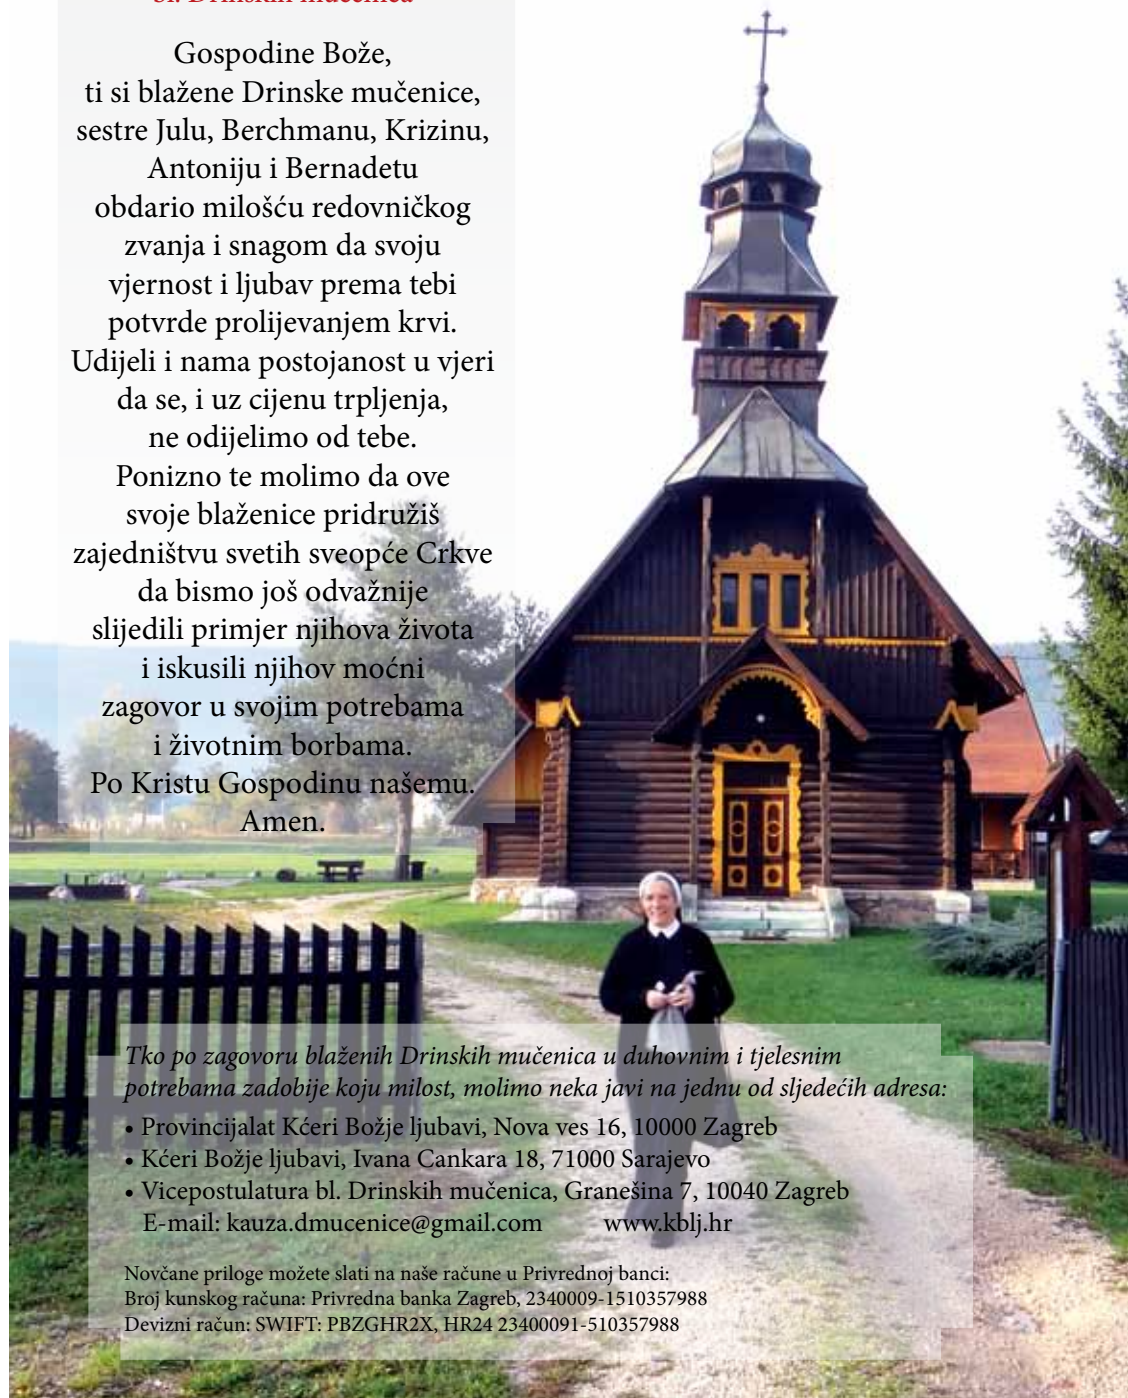 bl. Drinskih mučenica
Gospodine Bože,
ti si blažene Drinske mučenice,
sestre Julu, Berchmanu, Krizinu,
Antoniju i Bernadetu
obdario milošću redovničkog
zvanja i snagom da svoju
vjernost i ljubav prema tebi
potvrde prolijevanjem krvi.
Udijeli i nama postojanost u vjeri
da se, i uz cijenu trpljenja,
ne odijelimo od tebe.
Ponizno te molimo da ove
svoje blaženice pridružiš
zajedništvu svetih sveopće Crkve
da bismo još odvažnije
slijedili primjer njihova života
i iskusili njihov moćni
zagovor u svojim potrebama
i životnim borbama.
Po Kristu Gospodinu našemu.
Amen.
Tko po zagovoru blaženih Drinskih mučenica u duhovnim i tjelesnim
potrebama zadobije koju milost, molimo neka javi na jednu od sljedećih adresa:
• Provincijalat Kćeri Božje ljubavi, Nova ves 16, 10000 Zagreb
• Kćeri Božje ljubavi, Ivana Cankara 18, 71000 Sarajevo
• Vicepostulatura bl. Drinskih mučenica, Granešina 7, 10040 Zagreb
E-mail: kauza.dmucenice@gmail.com www.kblj.hr
Novčane priloge možete slati na naše račune u Privrednoj banci:
Broj kunskog računa: Privredna banka Zagreb, 2340009-1510357988
Devizni račun: SWIFT: PBZGHR2X, HR24 23400091-510357988